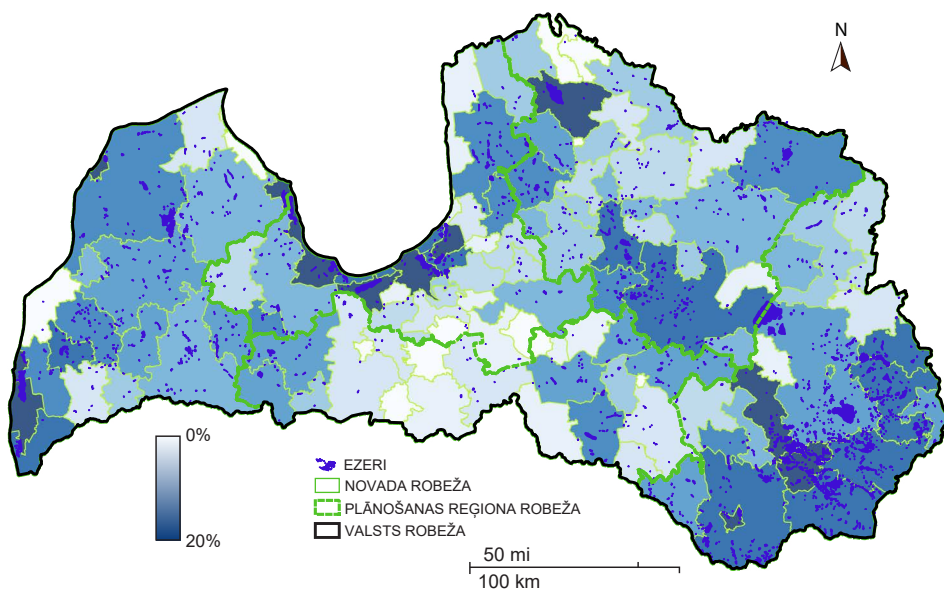 N
0%
20%
EZERI
NOVADA ROBEŽA
PLĀNOŠANAS REĢIONA ROBEŽA
VALSTS ROBEŽA
50 mi
100 km